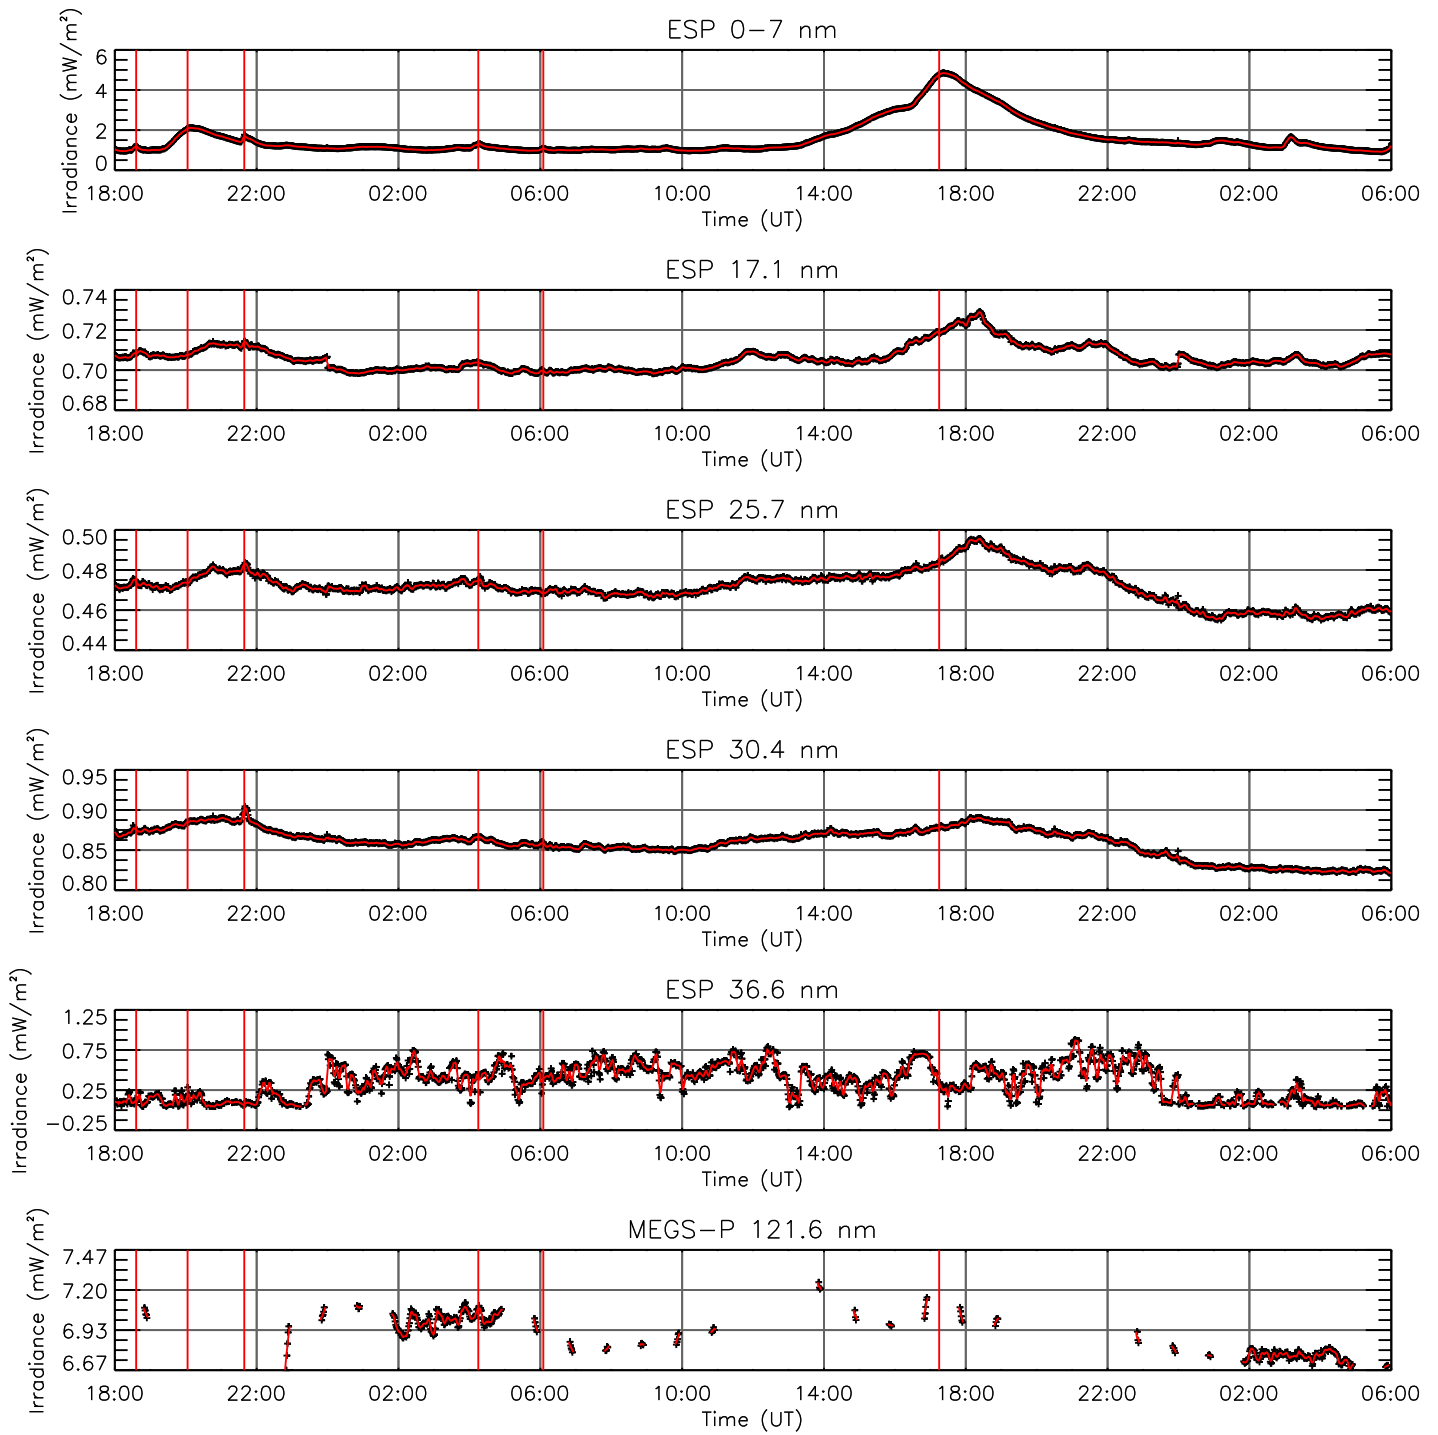 ESP 0−7 nm
Irradiance (mW/m²)
6
4
2
0
18:00 22:00 02:00 06:00 10:00 14:00 18:00 22:00 02:00 06:00
Time (UT)
ESP 17.1 nm
Irradiance (mW/m²)
0.74
0.72
0.70
0.68
18:00 22:00 02:00 06:00 10:00 14:00 18:00 22:00 02:00 06:00
Time (UT)
ESP 25.7 nm
Irradiance (mW/m²)
0.50
0.48
0.46
0.44
18:00 22:00 02:00 06:00 10:00 14:00 18:00 22:00 02:00 06:00
Time (UT)
ESP 30.4 nm
Irradiance (mW/m²)
0.95
0.90
0.85
0.80
18:00 22:00 02:00 06:00 10:00 14:00 18:00 22:00 02:00 06:00
Time (UT)
ESP 36.6 nm
Irradiance (mW/m²)
1.25
0.75
0.25
−0.25
18:00 22:00 02:00 06:00 10:00 14:00 18:00 22:00 02:00 06:00
Time (UT)
MEGS−P 121.6 nm
Irradiance (mW/m²)
7.47
7.20
6.93
6.67
18:00 22:00 02:00 06:00 10:00 14:00 18:00 22:00 02:00 06:00
Time (UT)